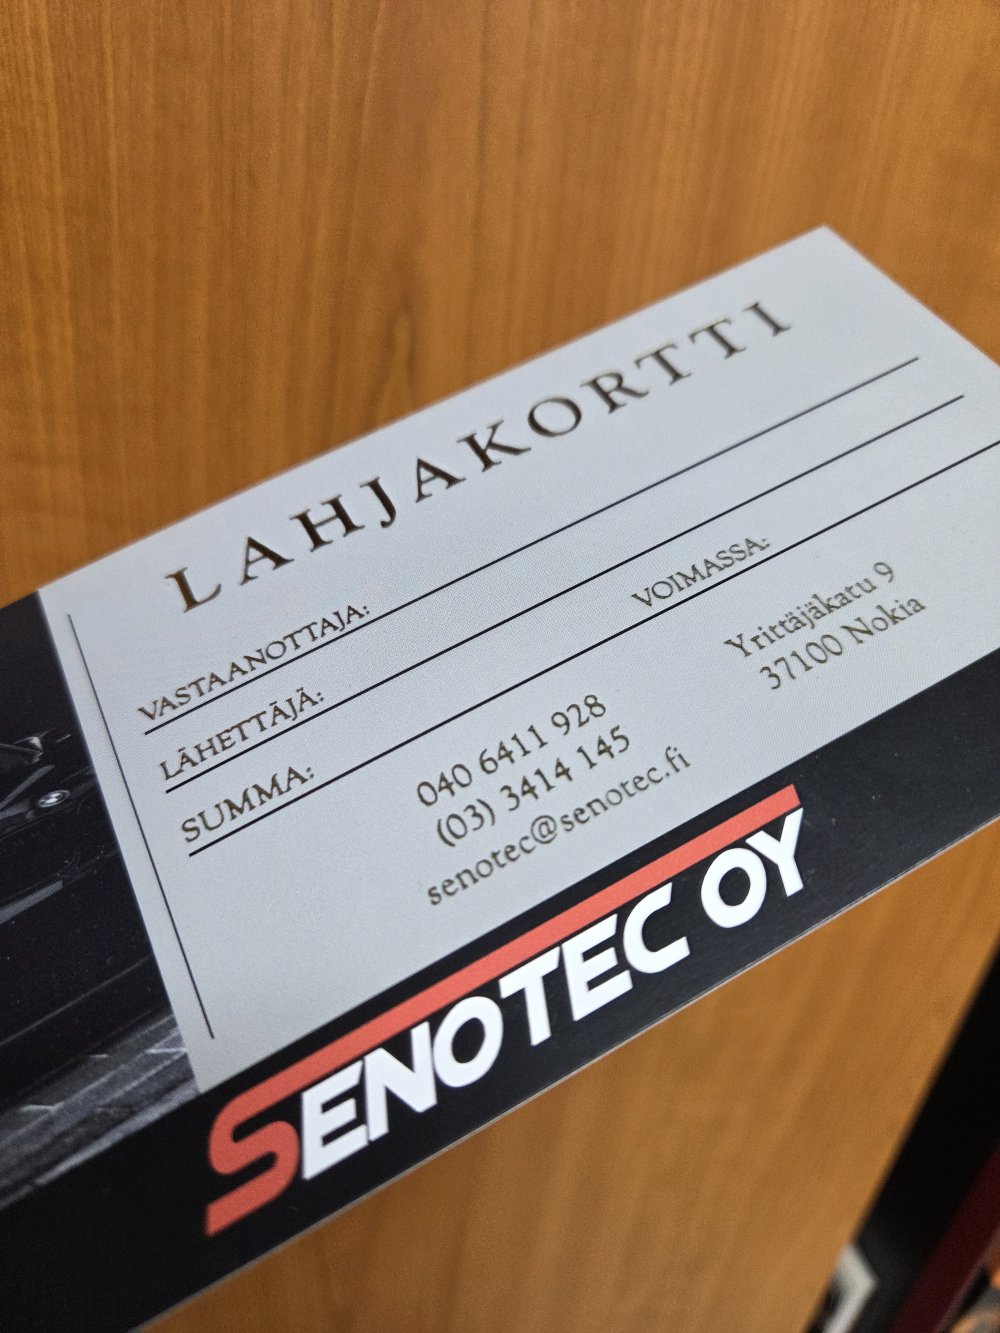 LAHJAKORTTI
VASTAANOTTAJA:
LÄHETTÄJÄ:
SUMMA: VOIMASSA:
040 6411 928
(03) 3414 145
senotec@senotec.fi
Yrittäjäkatu 9
37100 Nokia
SENOTEC OY